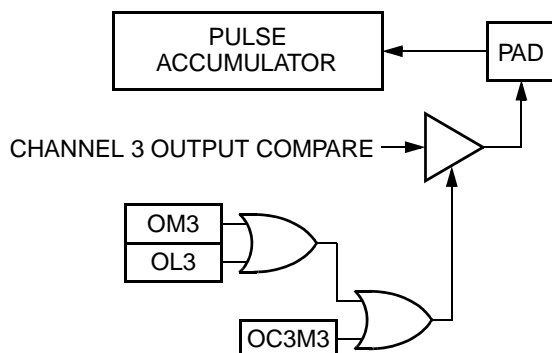 PULSE
ACCUMULATOR
PAD
CHANNEL 3 OUTPUT COMPARE
OM3
OL3
OC3M3